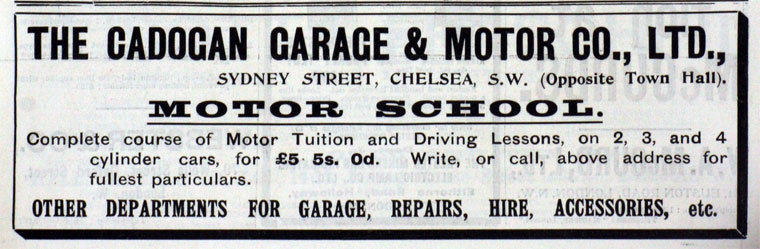 THE CADOGAN GARAGE & MOTOR CO., LTD.,
SYDNEY STREET, CHELSEA, S.W. (Opposite Town Hall).
MOTOR SCHOOL.
Complete course of Motor Tuition and Driving Lessons, on 2, 3, and 4
cylinder cars, for £5 5s. 0d. Write, or call, above address for
fullest particulars.
OTHER DEPARTMENTS FOR GARAGE, REPAIRS, HIRE, ACCESSORIES, etc.